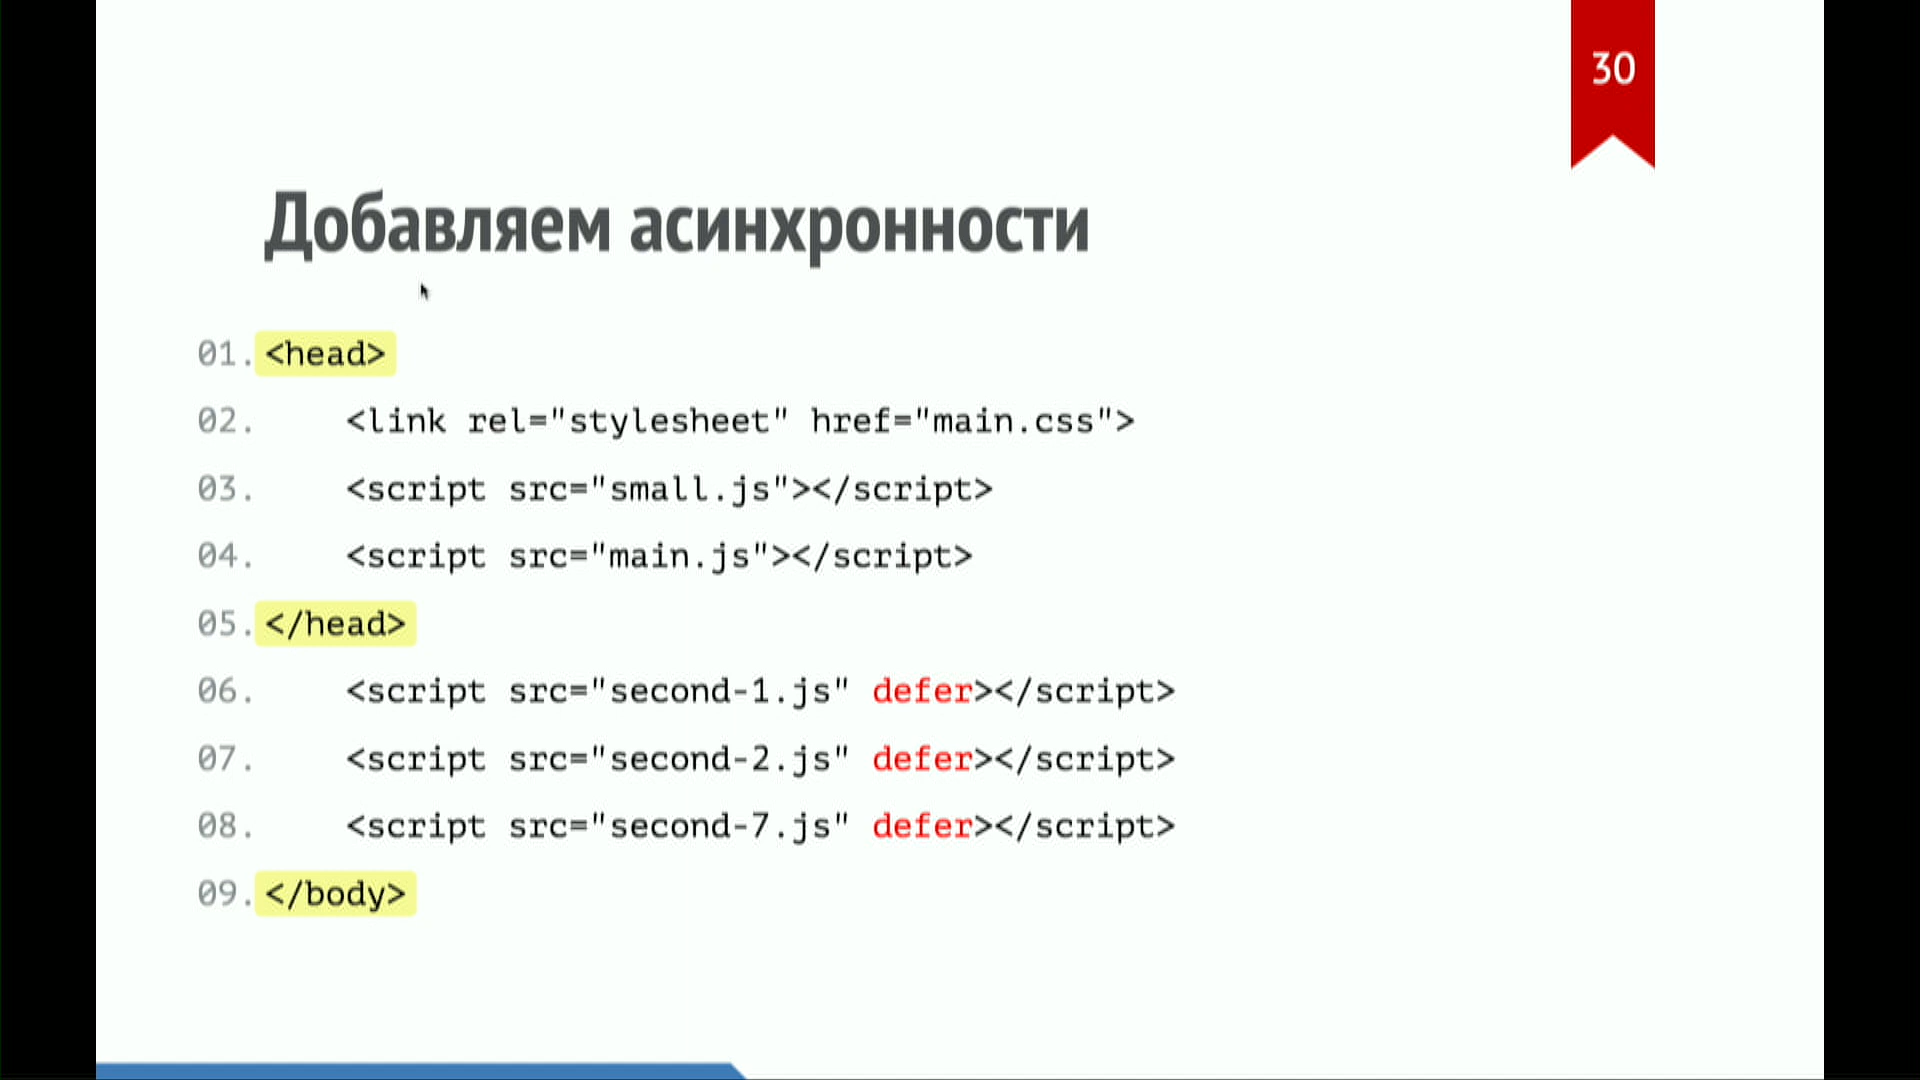 30
Добавляем асинхронности
01. <head>
02. <link rel="stylesheet" href="main.css">
03. <script src="small.js"></script>
04. <script src="main.js"></script>
05. </head>
06. <script src="second-1.js" defer></script>
07. <script src="second-2.js" defer></script>
08. <script src="second-7.js" defer></script>
09. </body>